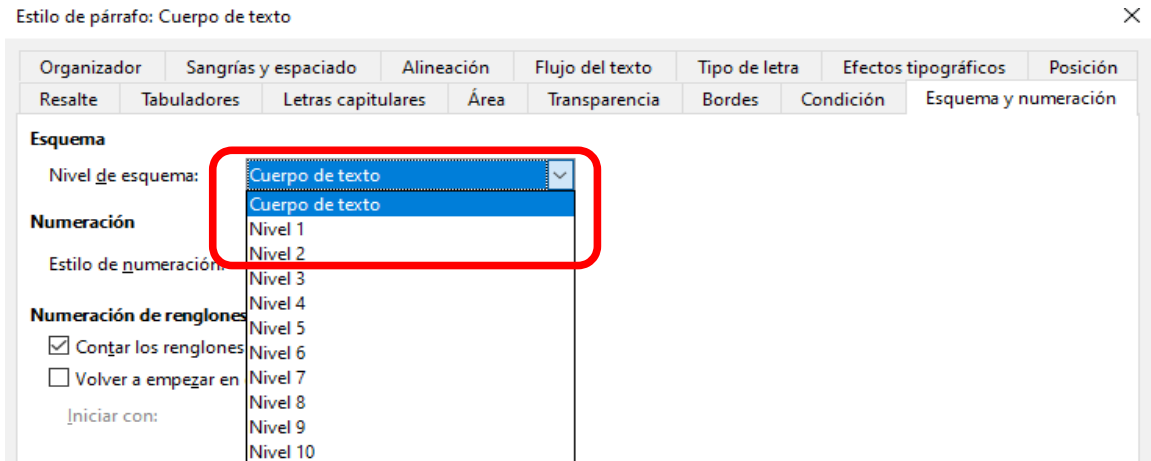 Estilo de párrafo: Cuerpo de texto
Organizador Sangrías y espaciado Alineación Flujo del texto Tipo de letra Efectos tipográficos Posición
Resalte Tabuladores Letras capitulares Área Transparencia Bordes Condición Esquema y numeración
Esquema
Nivel de esquema: Cuerpo de texto
Cuerpo de texto
Numeración
Nivel 1
Nivel 2
Estilo de numeración:
Nivel 3
Nivel 4
Numeración de renglones
Nivel 5
Contar los renglones
Nivel 6
Volver a empezar en
Nivel 7
Nivel 8
Iniciar con:
Nivel 9
Nivel 10